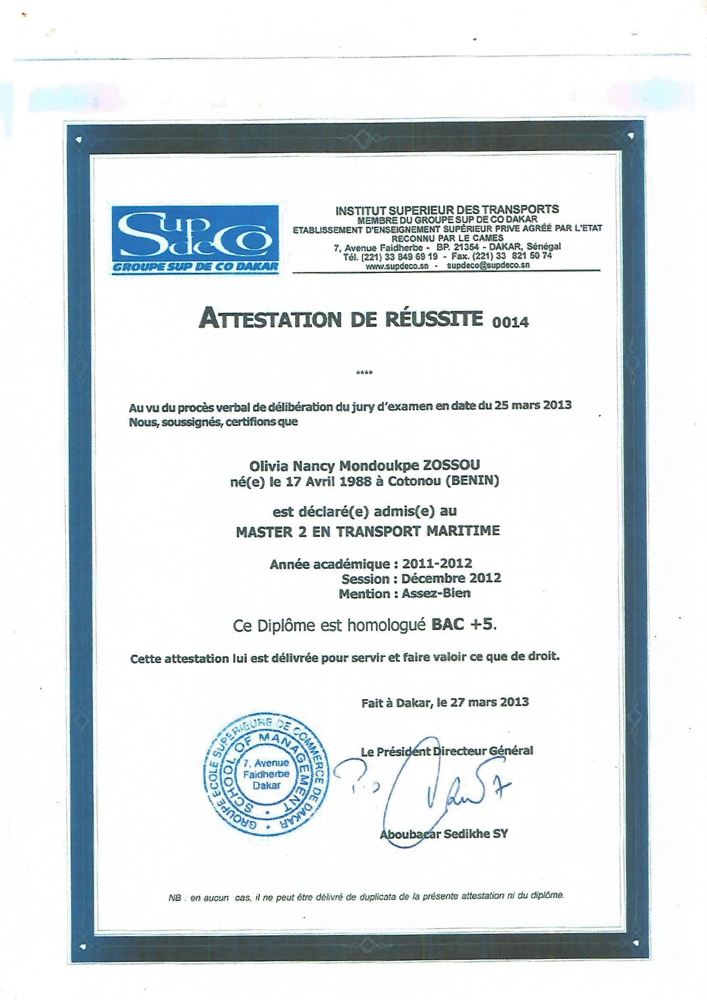 Sup de Co
GROUPE SUP DE CO DAKAR
INSTITUT SUPERIEUR DES TRANSPORTS
MEMBRE DU GROUPE SUP DE CO DAKAR
ETABLISSEMENT D'ENSEIGNEMENT SUPÉRIEUR PRIVE AGRÉÉ PAR L'ETAT
RECONNU PAR LE CAMES
7, Avenue Faidherbe - BP. 21354 - DAKAR, Sénégal
Tél. (221) 33 849 69 19 - Fax. (221) 33 821 50 74
www.supdeco.sn - supdeco@supdeco.sn
ATTESTATION DE RÉUSSITE 0014
****
Au vu du procès verbal de délibération du jury d'examen en date du 25 mars 2013
Nous, soussignés, certifions que
Olivia Nancy Mondoukpe ZOSSOU
né(e) le 17 Avril 1988 à Cotonou (BENIN)
est déclaré(e) admis(e) au
MASTER 2 EN TRANSPORT MARITIME
Année académique : 2011-2012
Session : Décembre 2012
Mention : Assez-Bien
Ce Diplôme est homologué BAC +5.
Cette attestation lui est délivrée pour servir et faire valoir ce que de droit.
Fait à Dakar, le 27 mars 2013
GROUPE ECOLE SUPERIEURE DE COMMERCE DE DAKAR *
SCHOOL OF MANAGEMENT *
7. Avenue
Faidherbe
Dakar
Le Président Directeur Général
Aboubacar Sedikhe SY
NB : en aucun cas, il ne peut être délivré de duplicata de la présente attestation ni du diplôme.